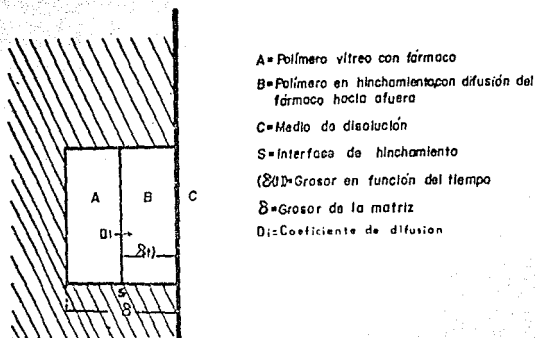 A=Polímero vítreo con fármaco
B=Polímero en hinchamiento,con difusión del
fármaco hacia afuera
C=Medio de disolución
S=Interfase de hinchamiento
(δ(t))=Grosor en función del tiempo
δ=Grosor de la matriz
Di=Coeficiente de difusion
A
B
C
Di
δ(t)
S
δ